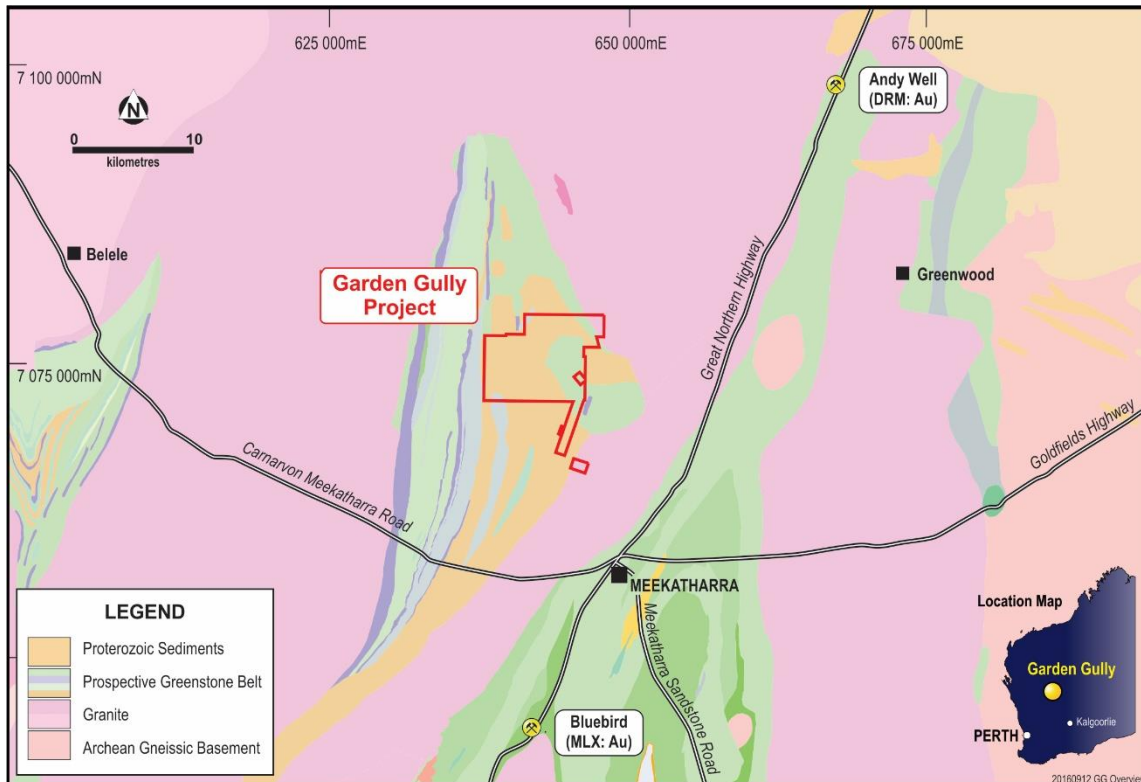 625 000mE
650 000mE
675 000mE
7 100 000mN
N
0
10
kilometres
Andy Well
(DRM: Au)
Belele
Garden Gully
Project
Great Northern Highway
Greenwood
7 075 000mN
Goldfields Highway
Carnarvon Meekatharra Road
MEEKATHARRA
Meekatharra Sandstone Road
Bluebird
(MLX: Au)
LEGEND
Proterozoic Sediments
Prospective Greenstone Belt
Granite
Archean Gneissic Basement
Location Map
Garden Gully
Kalgoorlie
PERTH
20160912 GG Overview